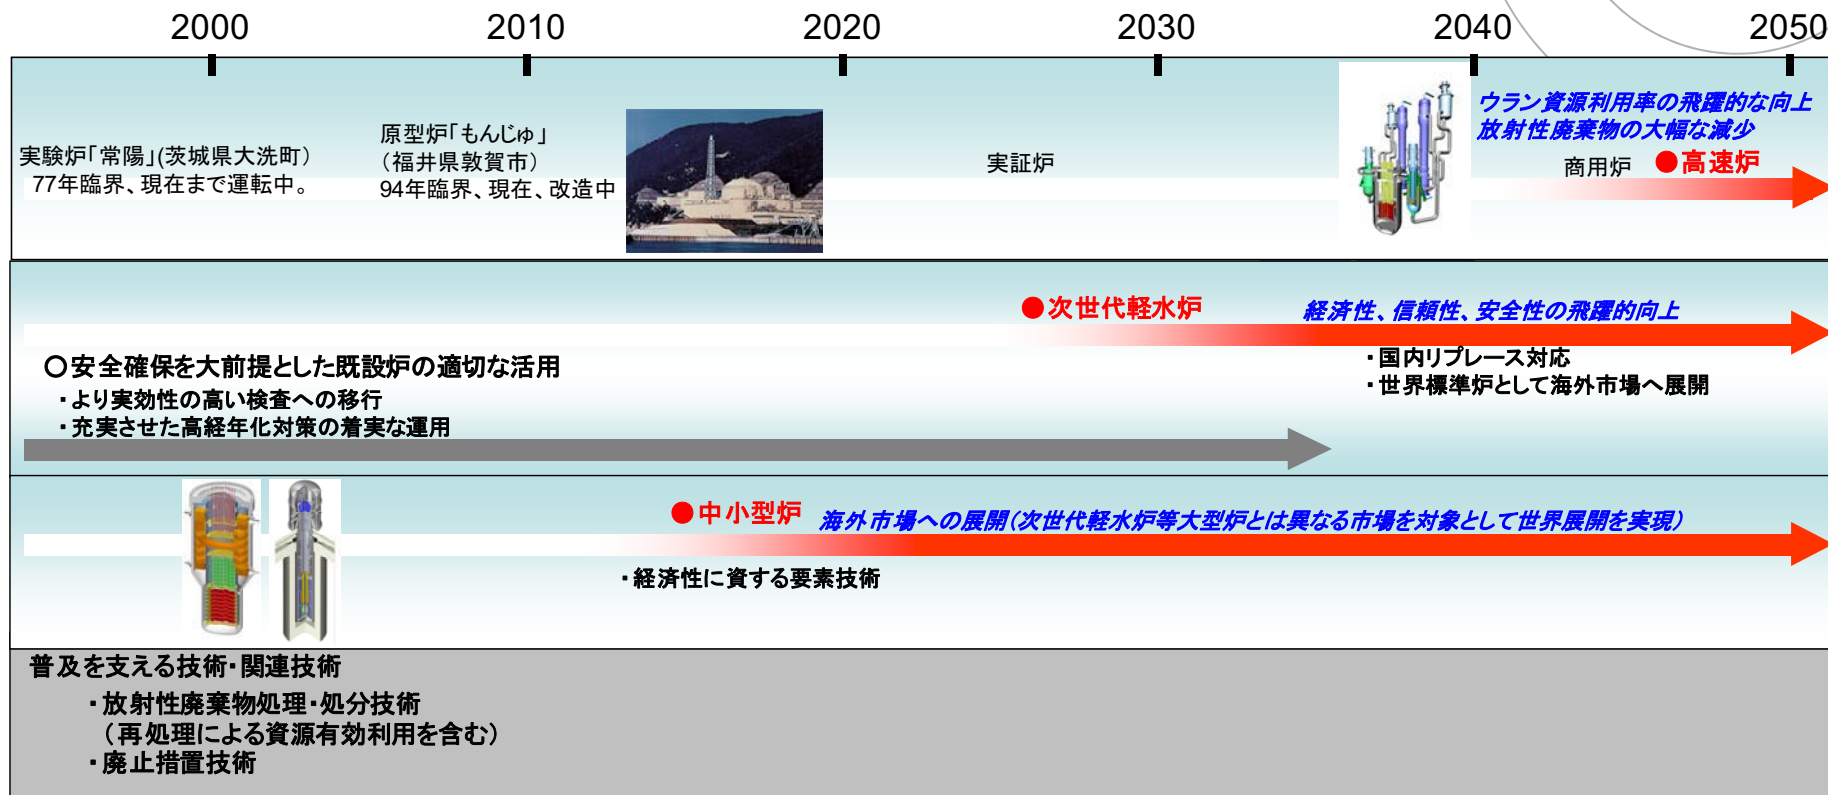 2000 2010 2020 2030 2040 2050
ウラン資源利用率の飛躍的な向上
放射性廃棄物の大幅な減少
実験炉「常陽」(茨城県大洗町)
77年臨界、現在まで運転中。
原型炉「もんじゅ」
(福井県敦賀市)
94年臨界、現在、改造中
実証炉
商用炉
●高速炉
●次世代軽水炉
経済性、信頼性、安全性の飛躍的向上
・国内リプレース対応
・世界標準炉として海外市場へ展開
○安全確保を大前提とした既設炉の適切な活用
・より実効性の高い検査への移行
・充実させた高経年化対策の着実な運用
●中小型炉
海外市場への展開(次世代軽水炉等大型炉とは異なる市場を対象として世界展開を実現)
・経済性に資する要素技術
普及を支える技術・関連技術
・放射性廃棄物処理・処分技術
(再処理による資源有効利用を含む)
・廃止措置技術